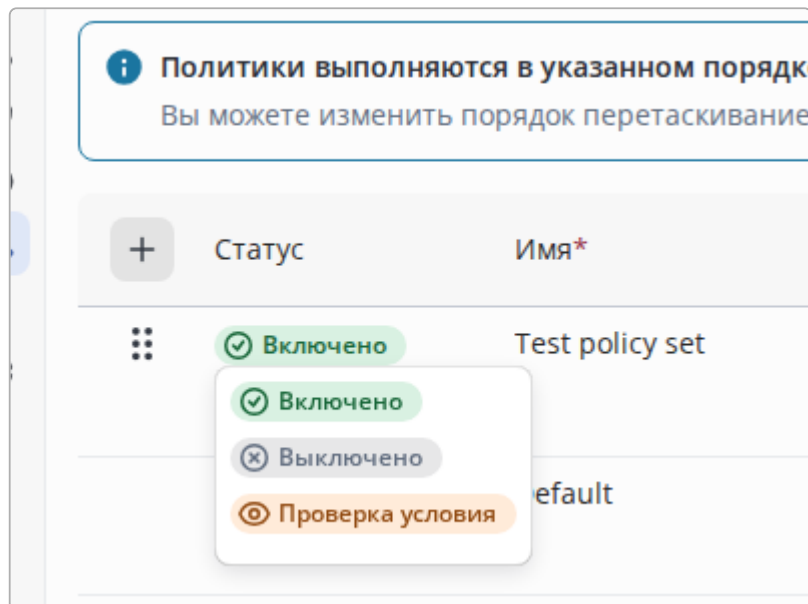 Политики выполняются в указанном порядк
Вы можете изменить порядок перетаскивание
Статус Имя*
Включено Test policy set
Включено
Выключено
efault
Проверка условия